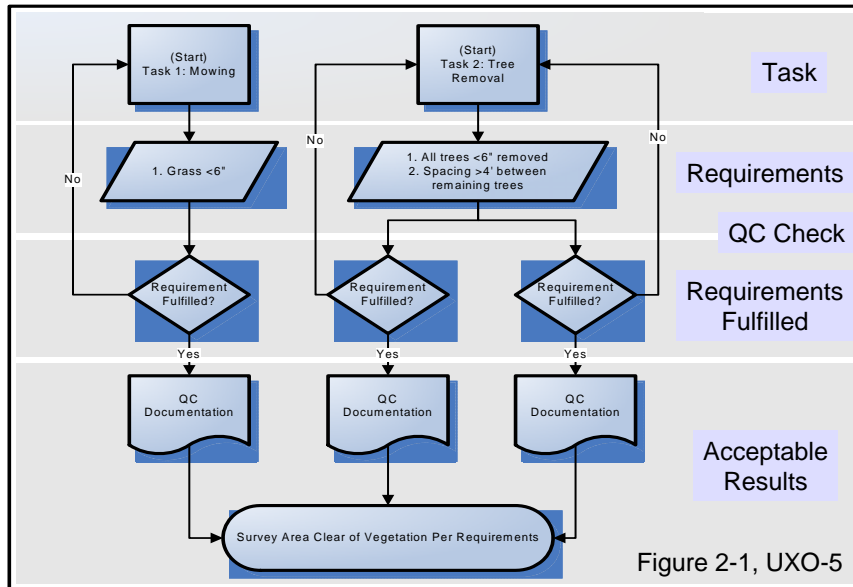 (Start)
Task 1: Mowing
(Start)
Task 2: Tree
Removal
Task
No
No
No
1. Grass <6"
1. All trees <6" removed
2. Spacing >4' between
remaining trees
Requirements
QC Check
Requirement
Fulfilled?
Requirement
Fulfilled?
Requirement
Fulfilled?
Requirements
Fulfilled
Yes
Yes
Yes
QC
Documentation
QC
Documentation
QC
Documentation
Acceptable
Results
Survey Area Clear of Vegetation Per Requirements
Figure 2-1, UXO-5